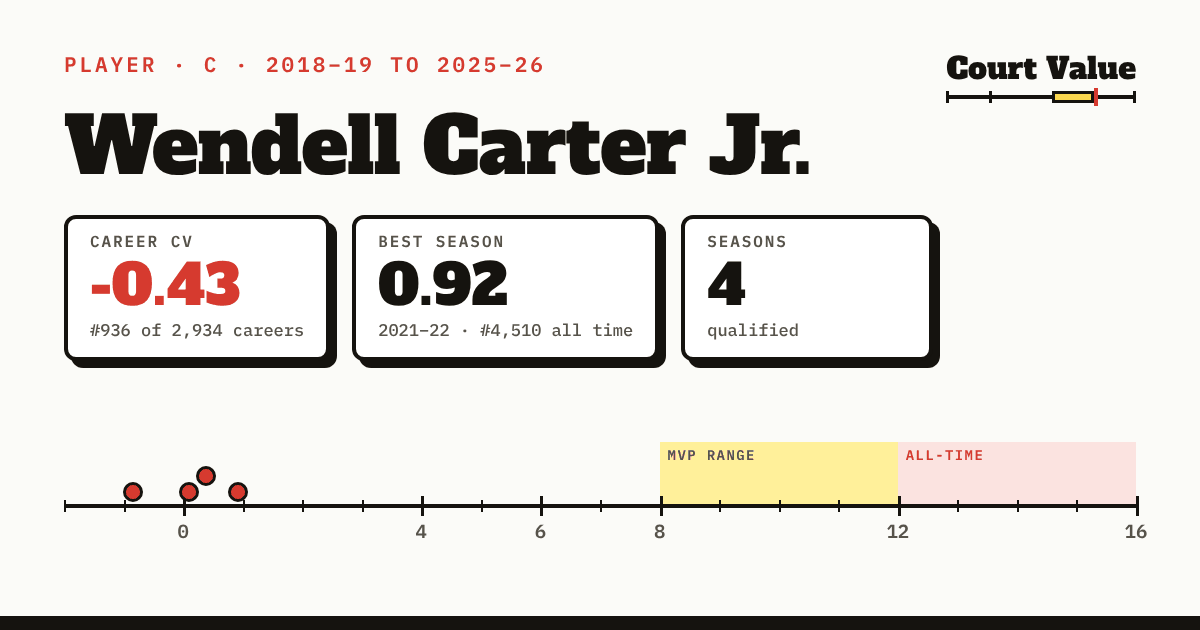 PLAYER · C · 2018–19 TO 2025–26
Court Value
Wendell Carter Jr.
CAREER CV
-0.43
#936 of 2,934 careers
BEST SEASON
0.92
2021–22 · #4,510 all time
SEASONS
4
qualified
MVP RANGE
ALL-TIME
0 4 6 8 12 16